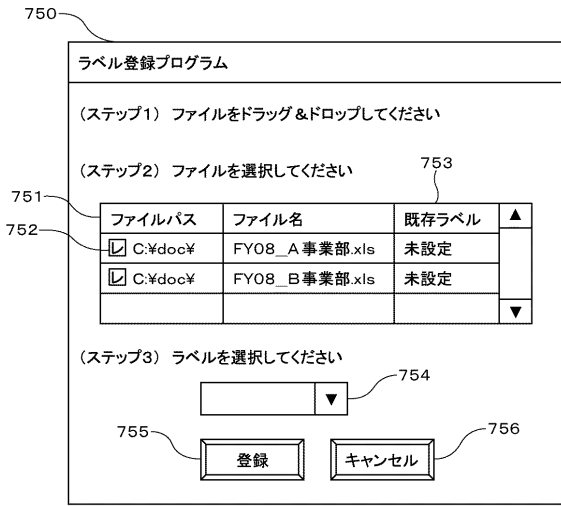 750
ラベル登録プログラム
(ステップ1) ファイルをドラッグ&ドロップしてください
(ステップ2) ファイルを選択してください
753
751
ファイルパス ファイル名 既存ラベル ▲
752
レ C:¥doc¥ FY08_A事業部.xls 未設定
レ C:¥doc¥ FY08_B事業部.xls 未設定
▼
(ステップ3) ラベルを選択してください
▼ 754
755 登録 キャンセル 756